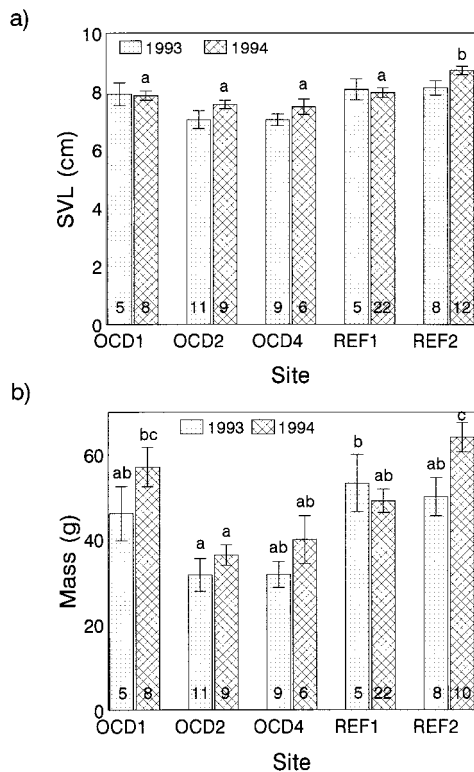 a)
1993 1994
10
8
6
4
2
0
SVL (cm)
a a a a b
5 8 11 9 9 6 5 22 8 12
OCD1 OCD2 OCD4 REF1 REF2
Site
b)
1993 1994
60
40
20
0
Mass (g)
ab bc a a ab ab b ab ab c
5 8 11 9 9 6 5 22 8 10
OCD1 OCD2 OCD4 REF1 REF2
Site